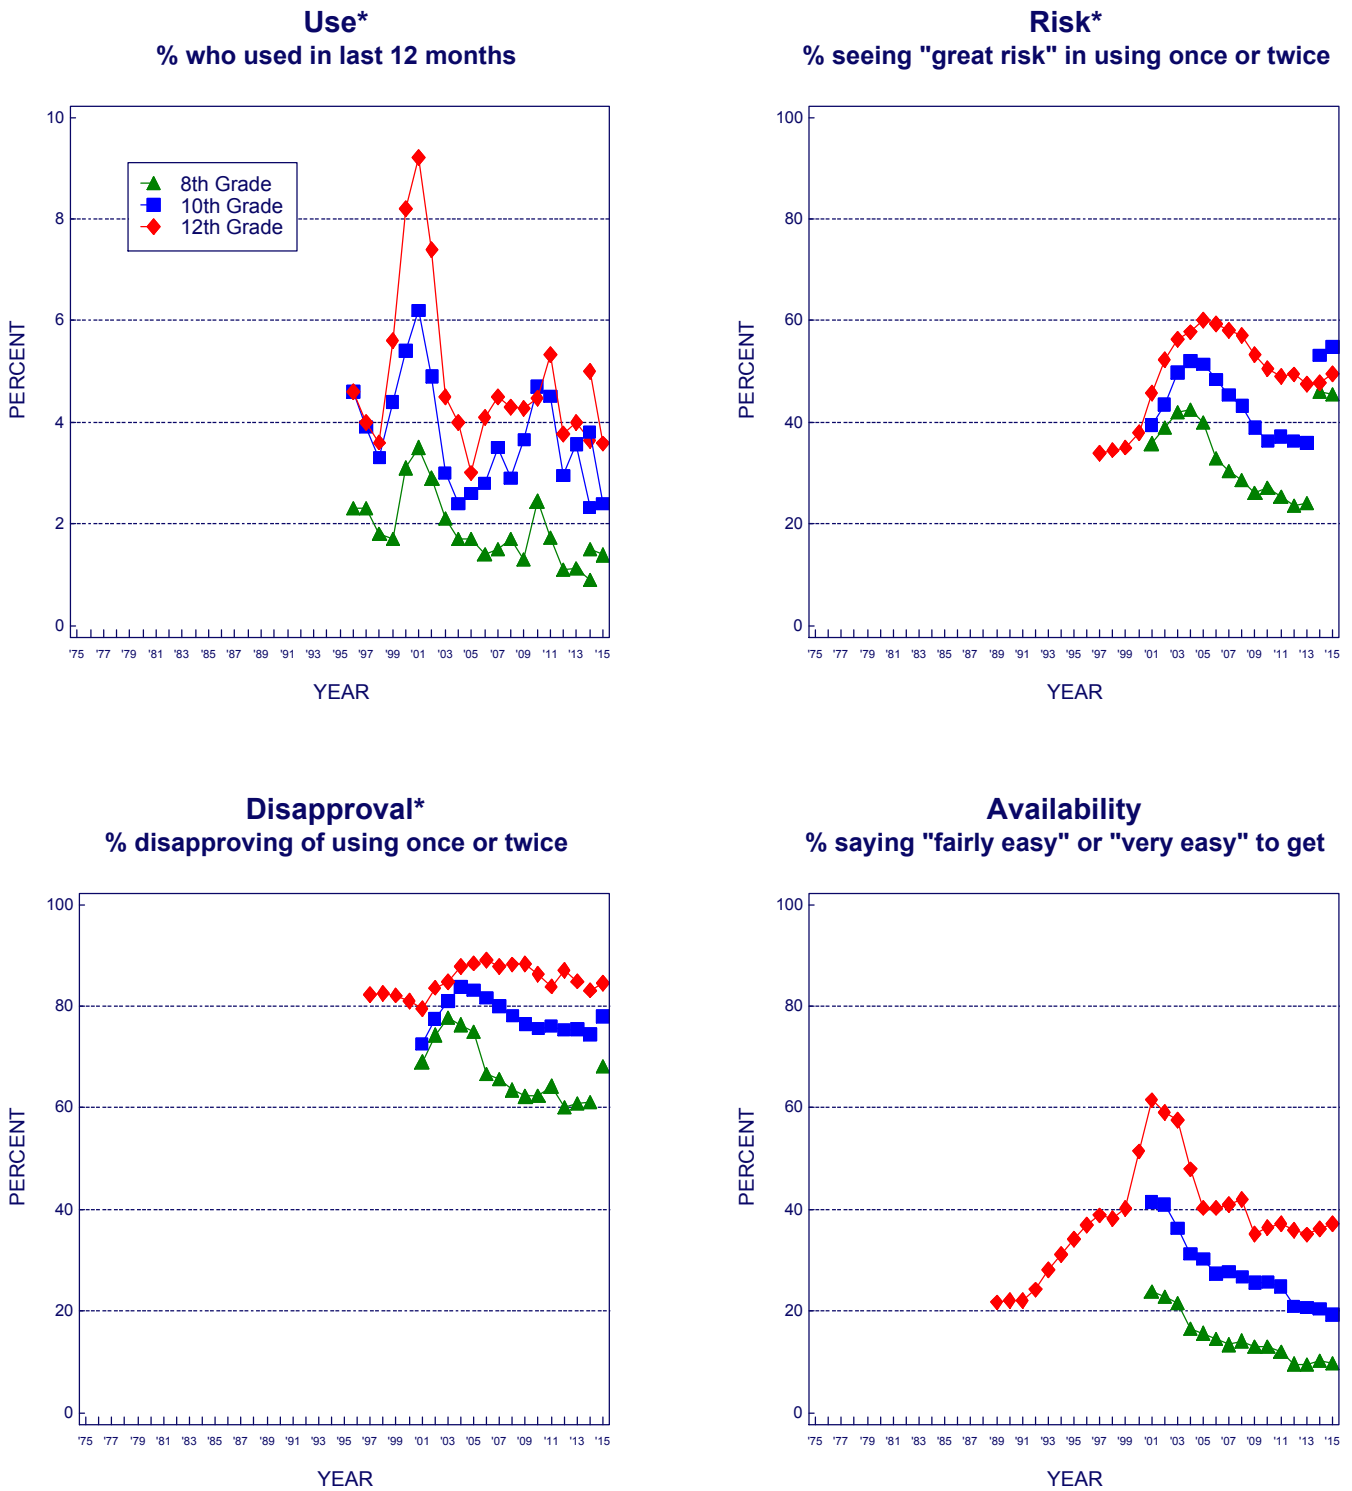 Use*
% who used in last 12 months
10
8
6
4
2
0
PERCENT
8th Grade
10th Grade
12th Grade
'75 '77 '79 '81 '83 '85 '87 '89 '91 '93 '95 '97 '99 '01 '03 '05 '07 '09 '11 '13 '15
YEAR
Risk*
% seeing "great risk" in using once or twice
100
80
60
40
20
0
PERCENT
'75 '77 '79 '81 '83 '85 '87 '89 '91 '93 '95 '97 '99 '01 '03 '05 '07 '09 '11 '13 '15
YEAR
Disapproval*
% disapproving of using once or twice
100
80
60
40
20
0
PERCENT
'75 '77 '79 '81 '83 '85 '87 '89 '91 '93 '95 '97 '99 '01 '03 '05 '07 '09 '11 '13 '15
YEAR
Availability
% saying "fairly easy" or "very easy" to get
100
80
60
40
20
0
PERCENT
'75 '77 '79 '81 '83 '85 '87 '89 '91 '93 '95 '97 '99 '01 '03 '05 '07 '09 '11 '13 '15
YEAR